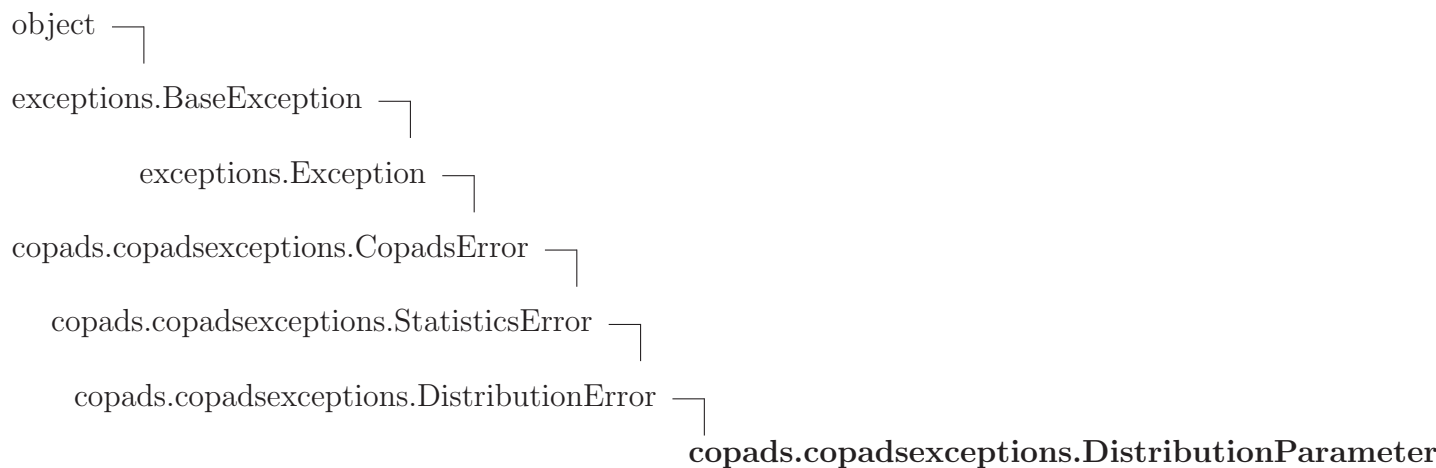 object
exceptions.BaseException
exceptions.Exception
copads.copadsexceptions.CopadsError
copads.copadsexceptions.StatisticsError
copads.copadsexceptions.DistributionError
copads.copadsexceptions.DistributionParameter